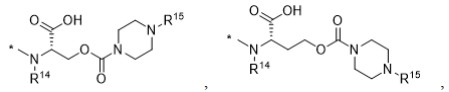 O OH
N R15
* N O N
R14 O
,
O OH
O
* N O N
R14 N R15
,